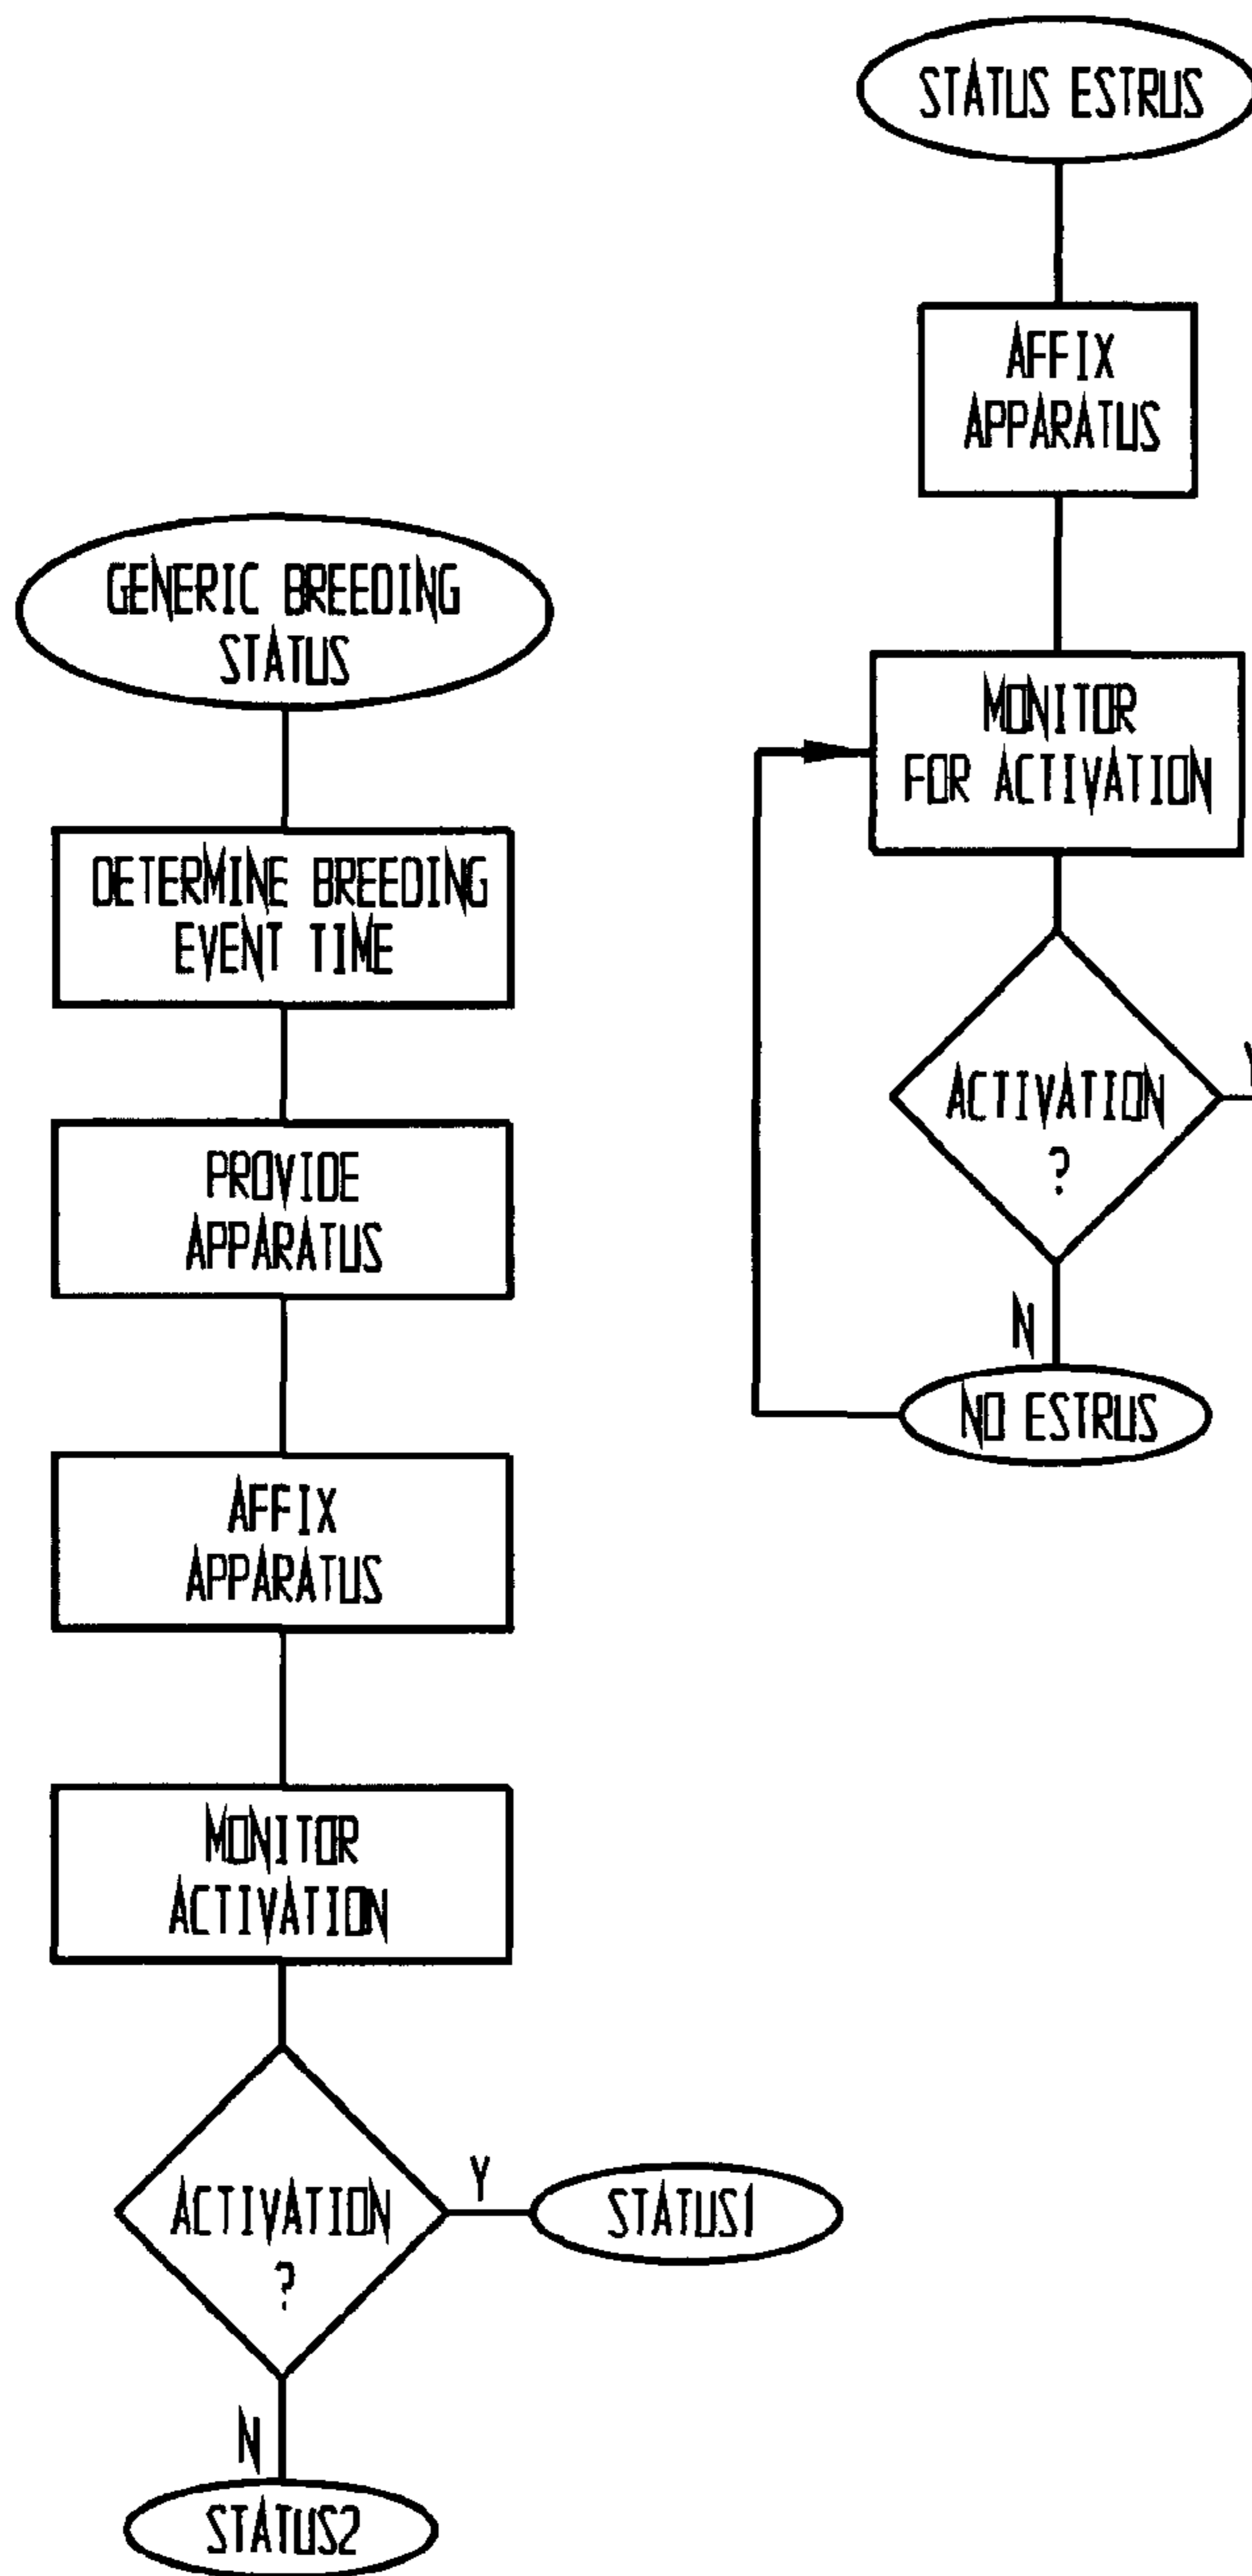 GENERIC BREEDING
STATUS
DETERMINE BREEDING
EVENT TIME
PROVIDE
APPARATUS
AFFIX
APPARATUS
MONITOR
ACTIVATION
ACTIVATION
?
Y
STATUS1
N
STATUS2
STATUS ESTRUS
AFFIX
APPARATUS
MONITOR
FOR ACTIVATION
ACTIVATION
?
Y
N
NO ESTRUS